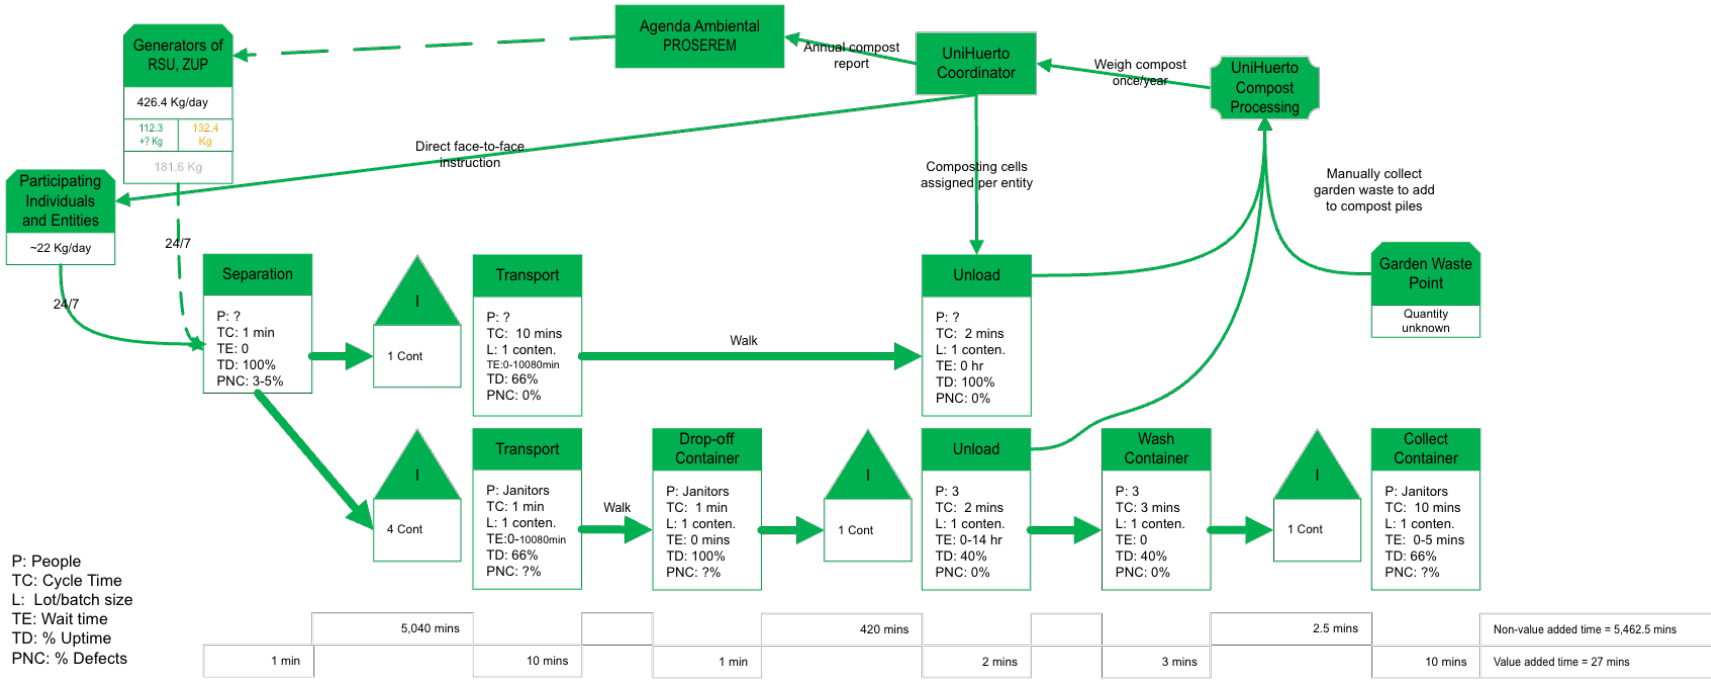 Agenda Ambiental
PROSEREM
Generators of
RSU, ZUP
426.4 Kg/day
112.3
+? Kg
132.4
Kg
181.6 Kg
Annual compost
report
UniHuerto
Coordinator
Weigh compost
once/year
UniHuerto
Compost
Processing
Direct face-to-face
instruction
Composting cells
assigned per entity
Manually collect
garden waste to add
to compost piles
Participating
Individuals
and Entities
~22 Kg/day
24/7
24/7
Garden Waste
Point
Quantity
unknown
Separation
P: ?
TC: 1 min
TE: 0
TD: 100%
PNC: 3-5%
I
1 Cont
Transport
P: ?
TC: 10 mins
L: 1 conten.
TE:0-10080min
TD: 66%
PNC: 0%
Walk
Unload
P: ?
TC: 2 mins
L: 1 conten.
TE: 0 hr
TD: 100%
PNC: 0%
I
4 Cont
Transport
P: Janitors
TC: 1 min
L: 1 conten.
TE:0-10080min
TD: 66%
PNC: ?%
Walk
Drop-off
Container
P: Janitors
TC: 1 min
L: 1 conten.
TE: 0 mins
TD: 100%
PNC: ?%
I
1 Cont
Unload
P: 3
TC: 2 mins
L: 1 conten.
TE: 0-14 hr
TD: 40%
PNC: 0%
Wash
Container
P: 3
TC: 3 mins
L: 1 conten.
TE: 0
TD: 40%
PNC: 0%
I
1 Cont
Collect
Container
P: Janitors
TC: 10 mins
L: 1 conten.
TE: 0-5 mins
TD: 66%
PNC: ?%
P: People
TC: Cycle Time
L: Lot/batch size
TE: Wait time
TD: % Uptime
PNC: % Defects
5,040 mins
420 mins
2.5 mins
Non-value added time = 5,462.5 mins
1 min
10 mins
1 min
2 mins
3 mins
10 mins
Value added time = 27 mins